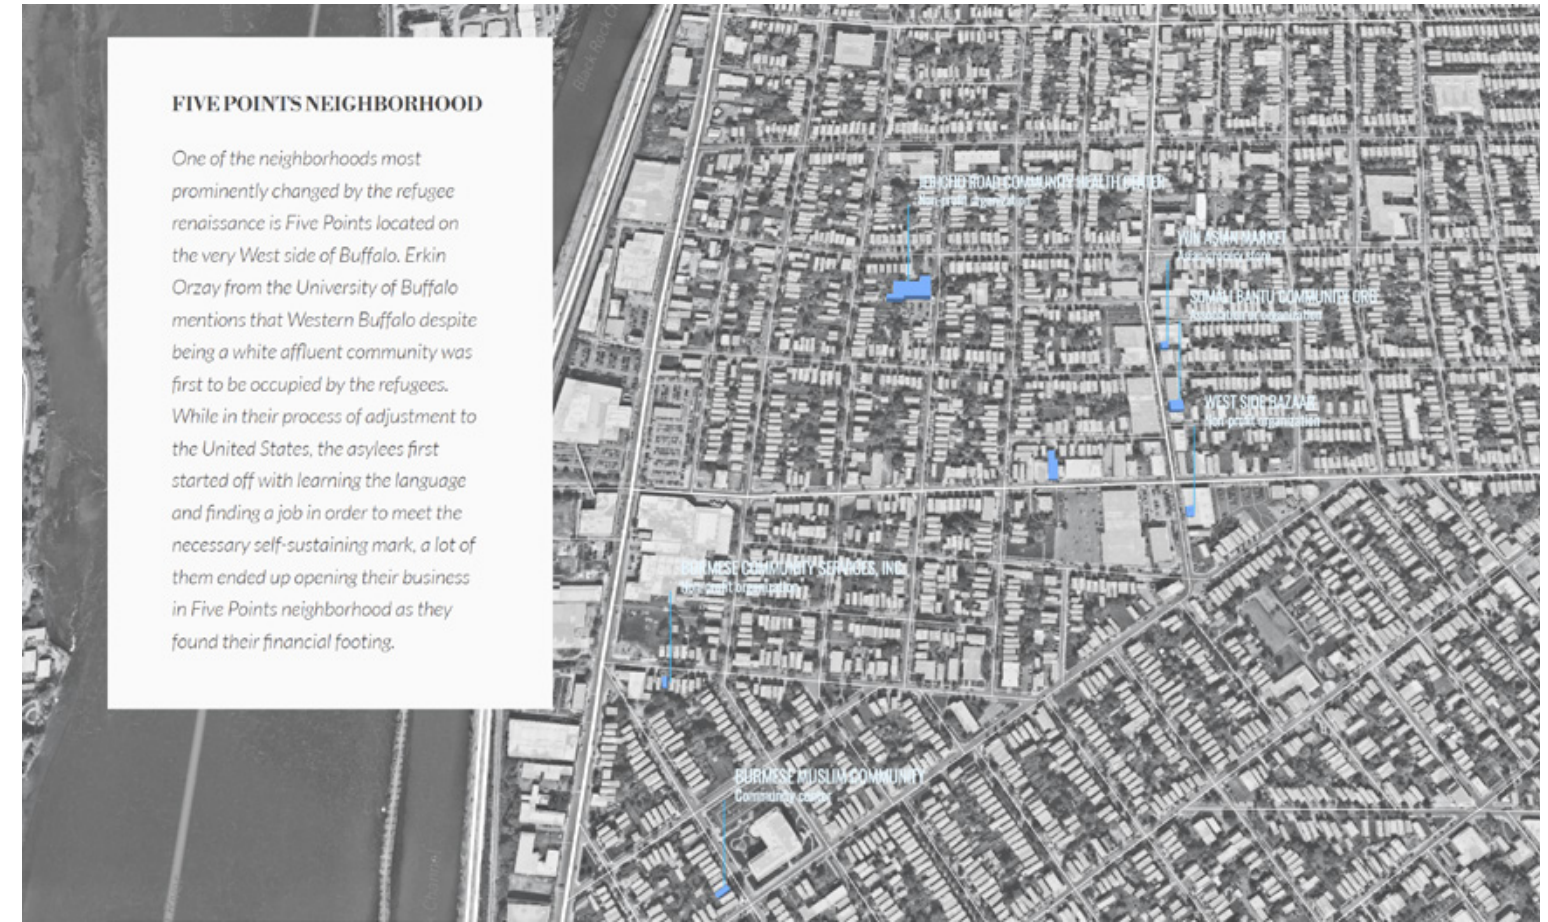 FIVE POINTS NEIGHBORHOOD
One of the neighborhoods most
prominently changed by the refugee
renaissance is Five Points located on
the very West side of Buffalo. Erkin
Orzay from the University of Buffalo
mentions that Western Buffalo despite
being a white affluent community was
first to be occupied by the refugees.
While in their process of adjustment to
the United States, the asylees first
started off with learning the language
and finding a job in order to meet the
necessary self-sustaining mark, a lot of
them ended up opening their business
in Five Points neighborhood as they
found their financial footing.
Black Rock
JERICHO ROAD COMMUNITY HEALTH CENTER
Non-profit organization
WIN ASIAN MARKET
SOMALI BANTU COMMUNITY ORG.
WEST SIDE BAZAAR
Non-profit organization
BURMESE COMMUNITY SERVICES, INC.
Non-profit organization
BURMESE MUSLIM COMMUNITY
Community center
Channel